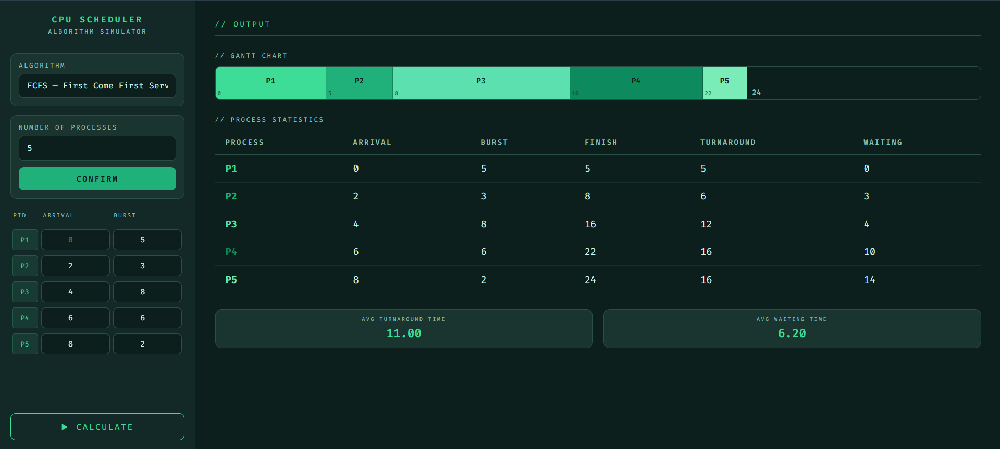 CPU SCHEDULER
ALGORITHM SIMULATOR
ALGORITHM
FCFS — First Come First Serv
NUMBER OF PROCESSES
5
CONFIRM
PID ARRIVAL BURST
P1 0 5
P2 2 3
P3 4 8
P4 6 6
P5 8 2
▶ CALCULATE
// OUTPUT
// GANTT CHART
P1 P2 P3 P4 P5
0 5 8 16 22 24
// PROCESS STATISTICS
PROCESS ARRIVAL BURST FINISH TURNAROUND WAITING
P1 0 5 5 5 0
P2 2 3 8 6 3
P3 4 8 16 12 4
P4 6 6 22 16 10
P5 8 2 24 16 14
AVG TURNAROUND TIME
11.00
AVG WAITING TIME
6.20